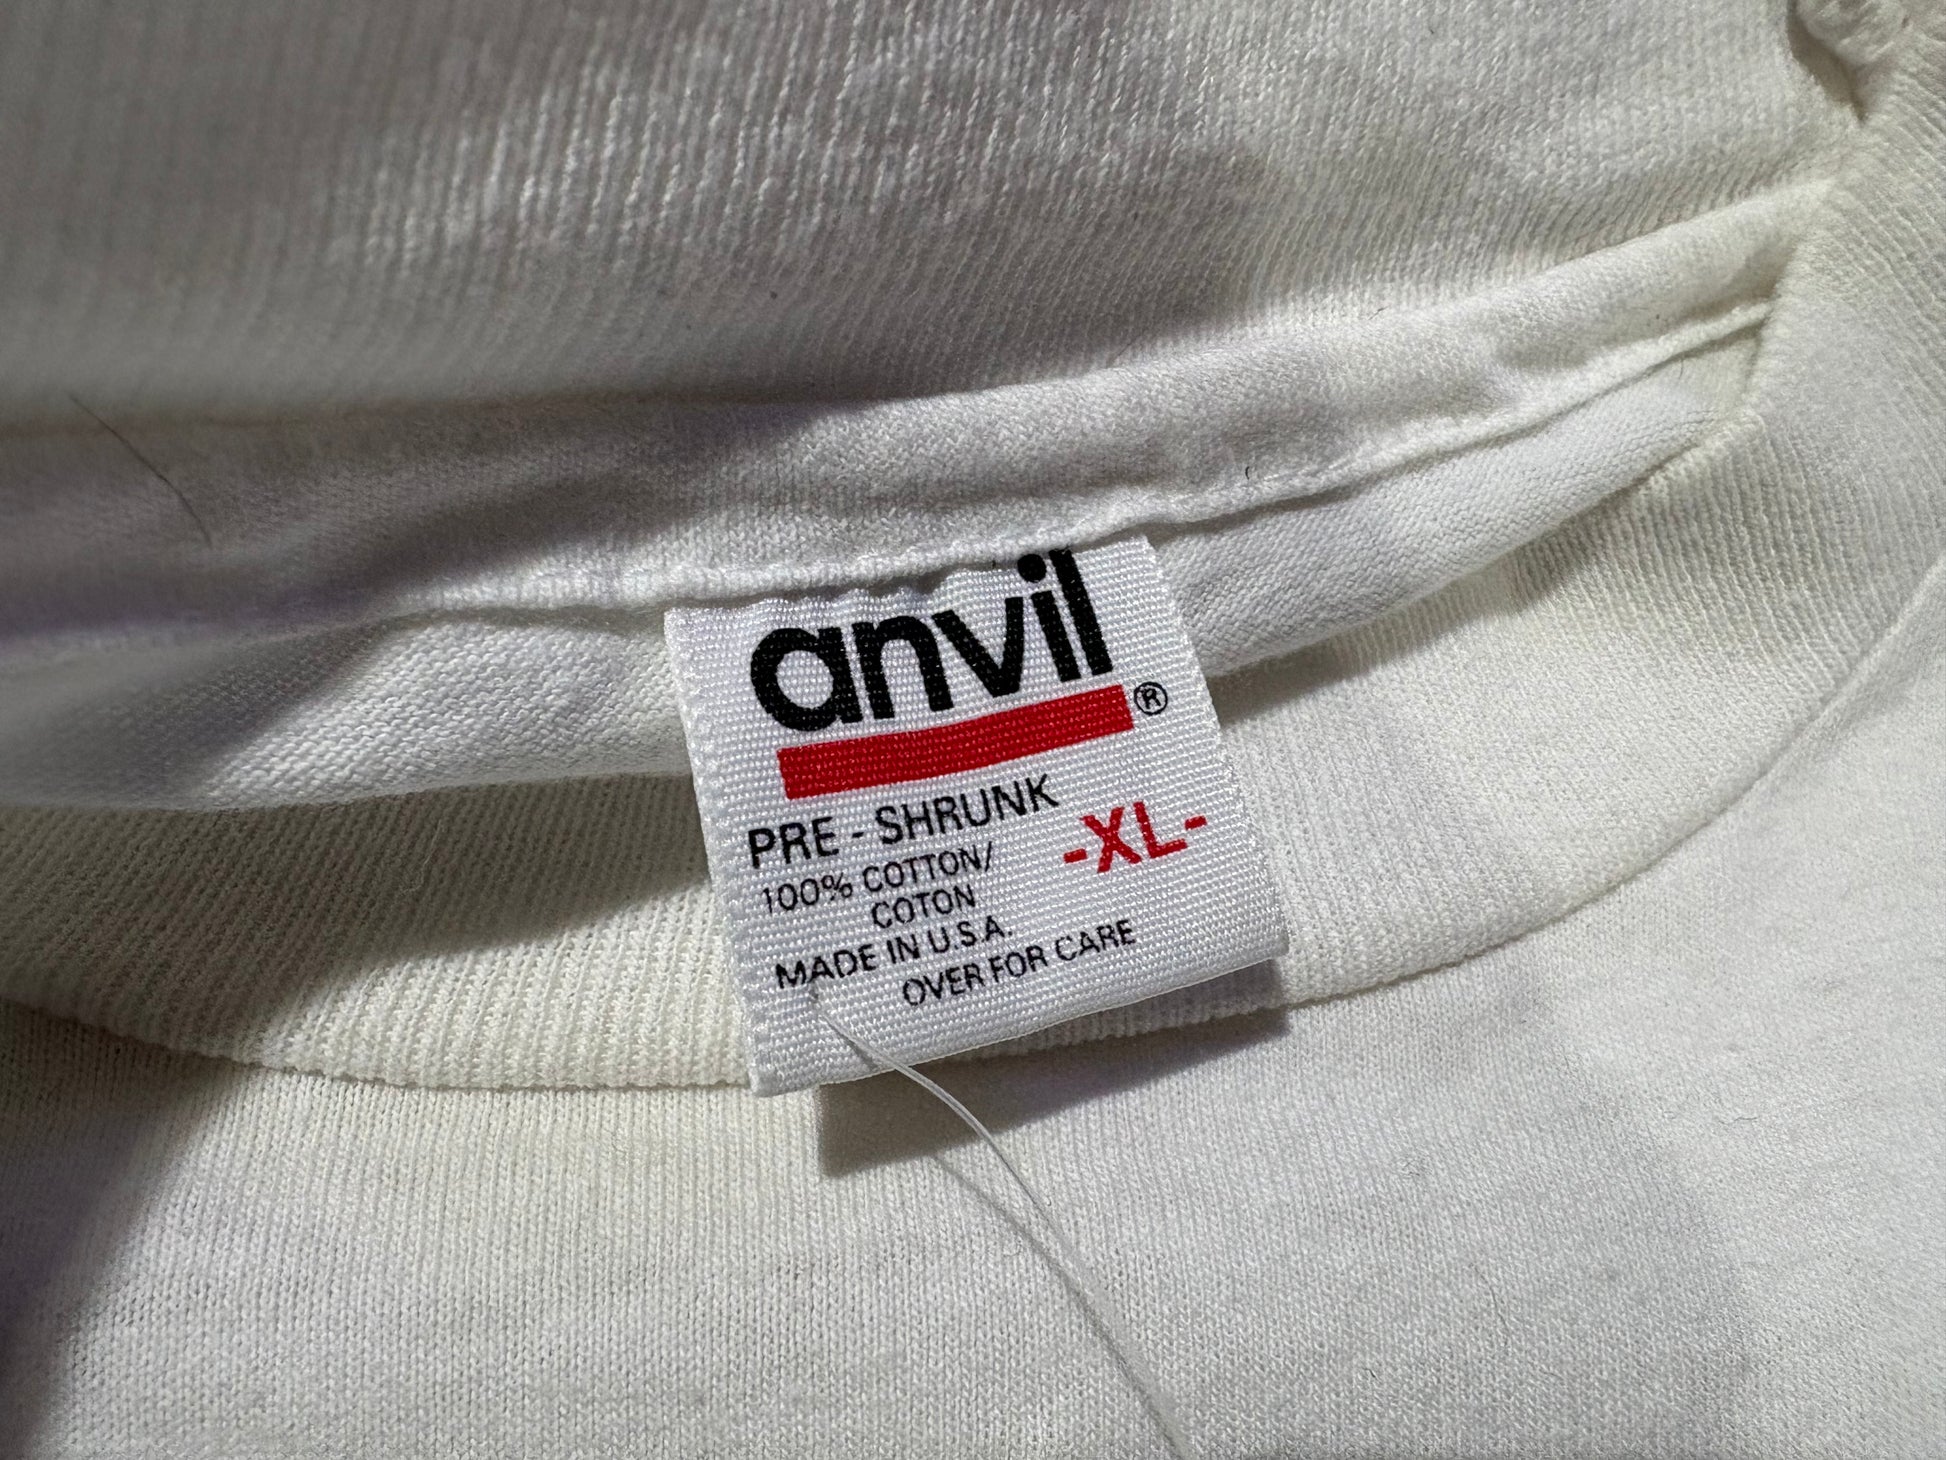 anvil ®
PRE - SHRUNK
-XL-
100% COTTON/
COTON
MADE IN U.S.A.
OVER FOR CARE